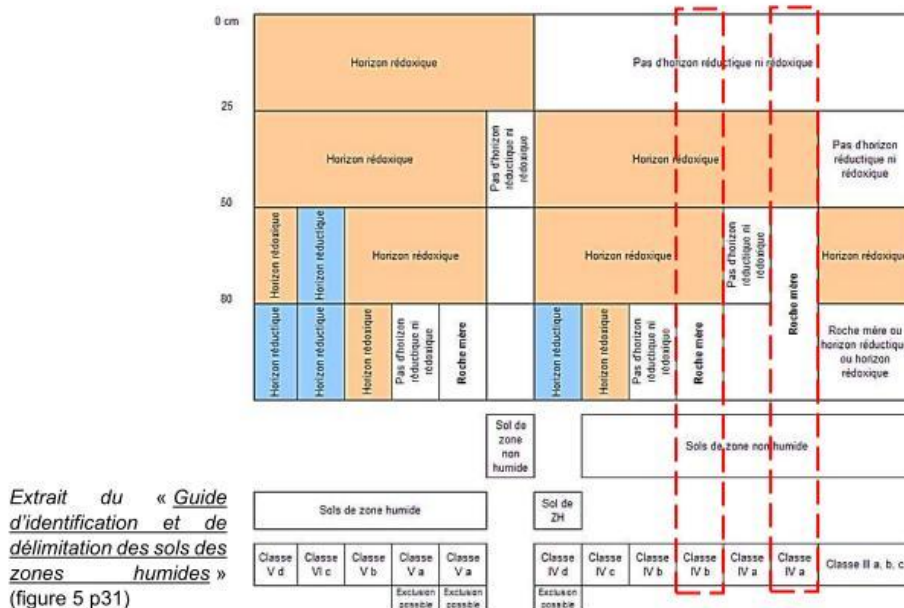 0 cm
Horizon rédoxique
Pas d'horizon réductique ni rédoxique
25
Horizon rédoxique
Pas d'horizon
réductique ni
rédoxique
Horizon rédoxique
Pas d'horizon
réductique ni
rédoxique
50
Horizon rédoxique
Horizon réductique
Horizon rédoxique
Horizon rédoxique
Pas d'horizon
réductique ni
rédoxique
Roche mère
Horizon rédoxique
80
Horizon réductique
Horizon réductique
Horizon rédoxique
Pas d'horizon
réductique ni
rédoxique
Roche mère
Horizon réductique
Horizon rédoxique
Pas d'horizon
réductique ni
rédoxique
Roche mère
Roche mère ou
horizon réductique
ou horizon
rédoxique
Sol de
zone
non
humide
Sols de zone non humide
Sols de zone humide
Sol de
ZH
Classe
V d
Classe
VI c
Classe
V b
Classe
V a
Classe
V a
Classe
IV d
Classe
IV c
Classe
IV b
Classe
IV b
Classe
IV a
Classe
IV a
Classe III a, b, c
Exclusion
possible
Exclusion
possible
Exclusion
possible
Extrait du « Guide
d'identification et de
délimitation des sols des
zones humides »
(figure 5 p31)